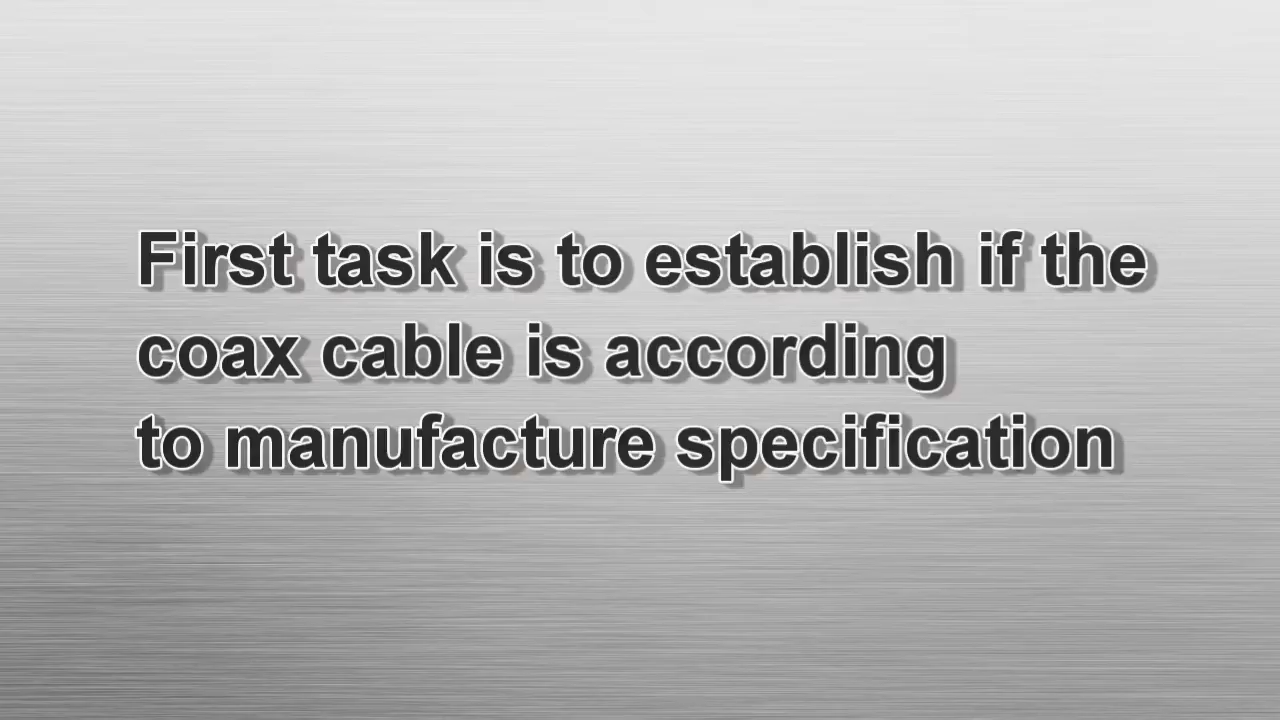 First task is to establish if the
coax cable is according
to manufacture specification